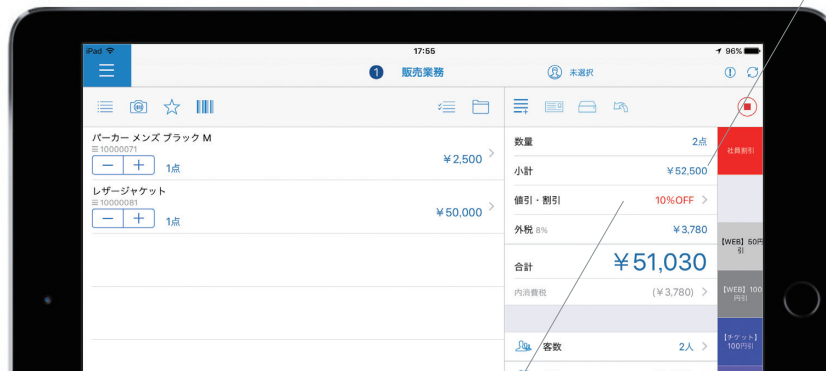 iPad 17:55 96%
1 販売業務 未選択
パーカー メンズ ブラック M
10000071
1点 ¥2,500
レザージャケット
10000081
1点 ¥50,000
数量 2点
小計 ¥52,500
値引・割引 10%OFF
外税 8% ¥3,780
合計 ¥51,030
内消費税 (¥3,780)
客数 2人
社員割引
【WEB】50円
引
【WEB】100
円引
【チケット】
100円引